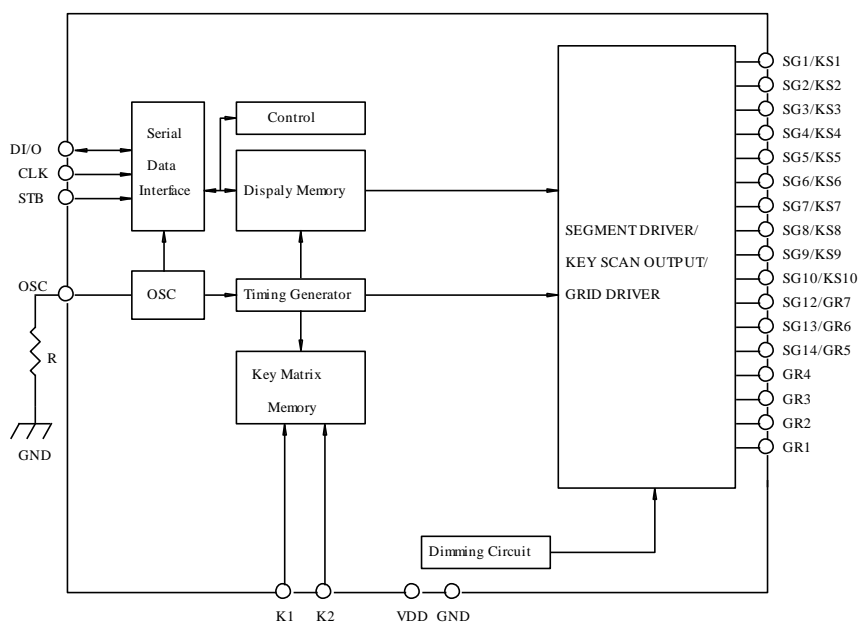 SG1/KS1
SG2/KS2
SG3/KS3
SG4/KS4
SG5/KS5
SG6/KS6
SG7/KS7
SG8/KS8
SG9/KS9
SG10/KS10
SG12/GR7
SG13/GR6
SG14/GR5
GR4
GR3
GR2
GR1
DI/O
CLK
STB
OSC
R
GND
Serial
Data
Interface
Control
Dispaly Memory
OSC
Timing Generator
Key Matrix
Memory
SEGMENT DRIVER/
KEY SCAN OUTPUT/
GRID DRIVER
Dimming Circuit
K1
K2
VDD
GND